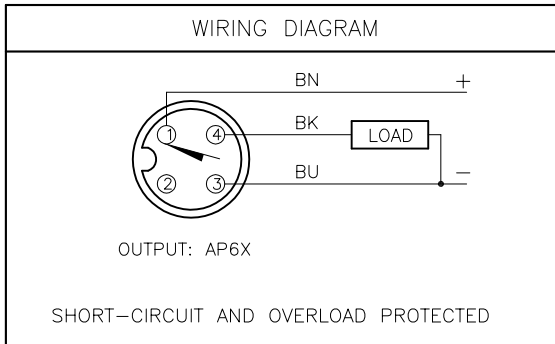 WIRING DIAGRAM
BN +
1 4 BK LOAD
2 3 BU −
OUTPUT: AP6X
SHORT−CIRCUIT AND OVERLOAD PROTECTED